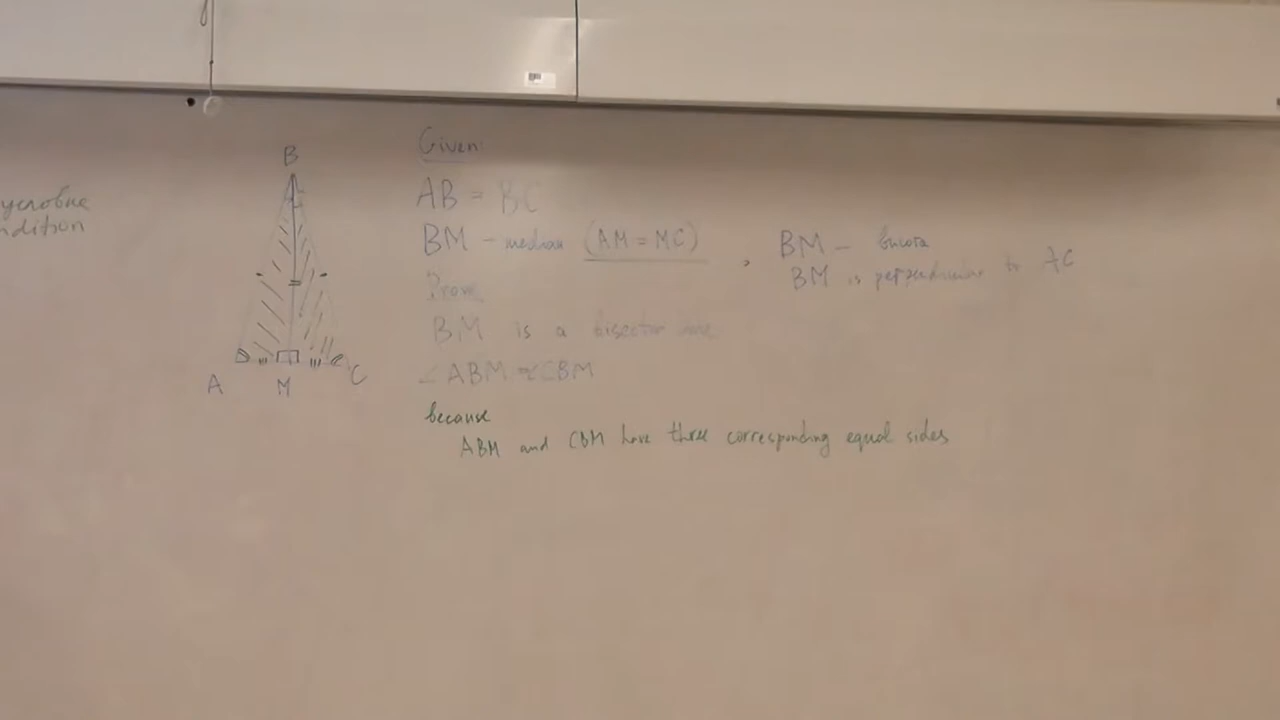 условие
ndition
B
A
M
C
Given:
AB = BC
BM - median (AM = MC)
, BM - высота
BM is perpendicular to AC
Prove
BM is a bisector line
∠ABM = ∠CBM
because
ABM and CBM have three corresponding equal sides